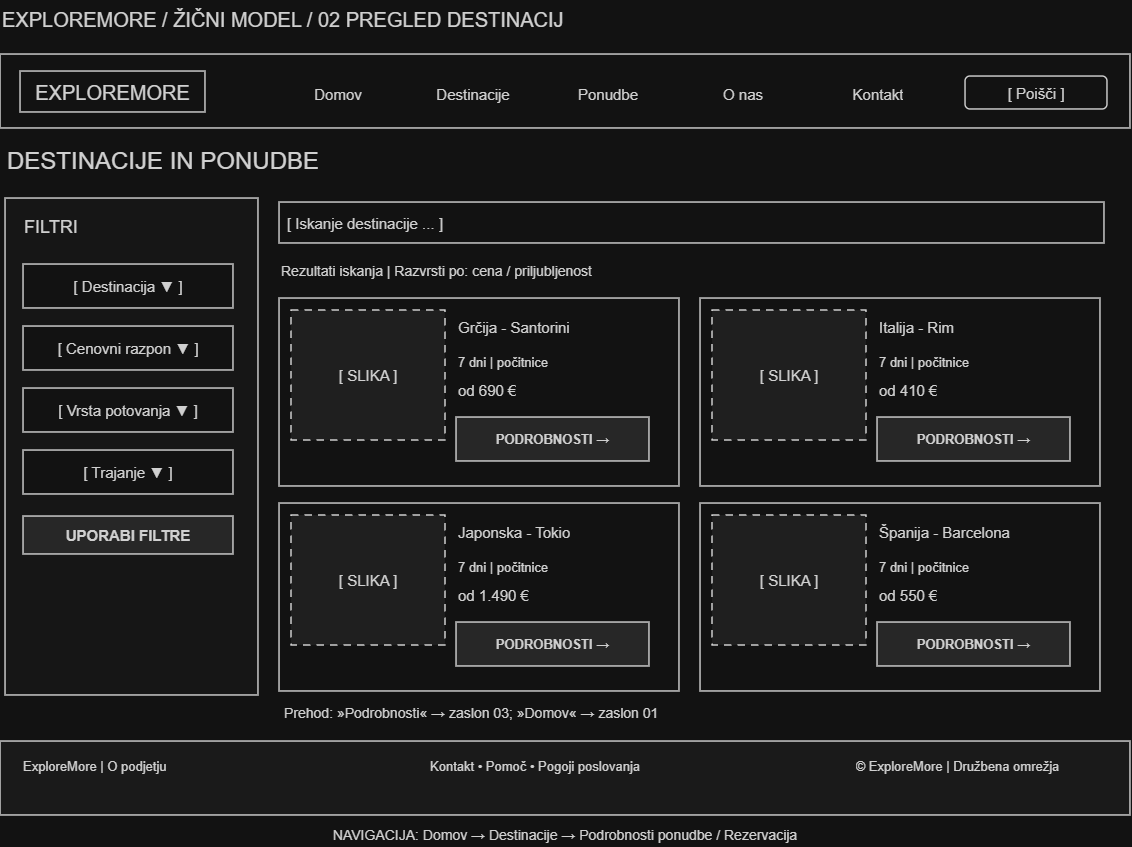 EXPLOREMORE / ŽIČNI MODEL / 02 PREGLED DESTINACIJ
EXPLOREMORE
Domov
Destinacije
Ponudbe
O nas
Kontakt
[ Poišči ]
DESTINACIJE IN PONUDBE
FILTRI
[ Destinacija ▼ ]
[ Cenovni razpon ▼ ]
[ Vrsta potovanja ▼ ]
[ Trajanje ▼ ]
UPORABI FILTRE
[ Iskanje destinacije ... ]
Rezultati iskanja | Razvrsti po: cena / priljubljenost
[ SLIKA ]
Grčija - Santorini
7 dni | počitnice
od 690 €
PODROBNOSTI →
[ SLIKA ]
Italija - Rim
7 dni | počitnice
od 410 €
PODROBNOSTI →
[ SLIKA ]
Japonska - Tokio
7 dni | počitnice
od 1.490 €
PODROBNOSTI →
[ SLIKA ]
Španija - Barcelona
7 dni | počitnice
od 550 €
PODROBNOSTI →
Prehod: »Podrobnosti« → zaslon 03; »Domov« → zaslon 01
ExploreMore | O podjetju
Kontakt • Pomoč • Pogoji poslovanja
© ExploreMore | Družbena omrežja
NAVIGACIJA: Domov → Destinacije → Podrobnosti ponudbe / Rezervacija